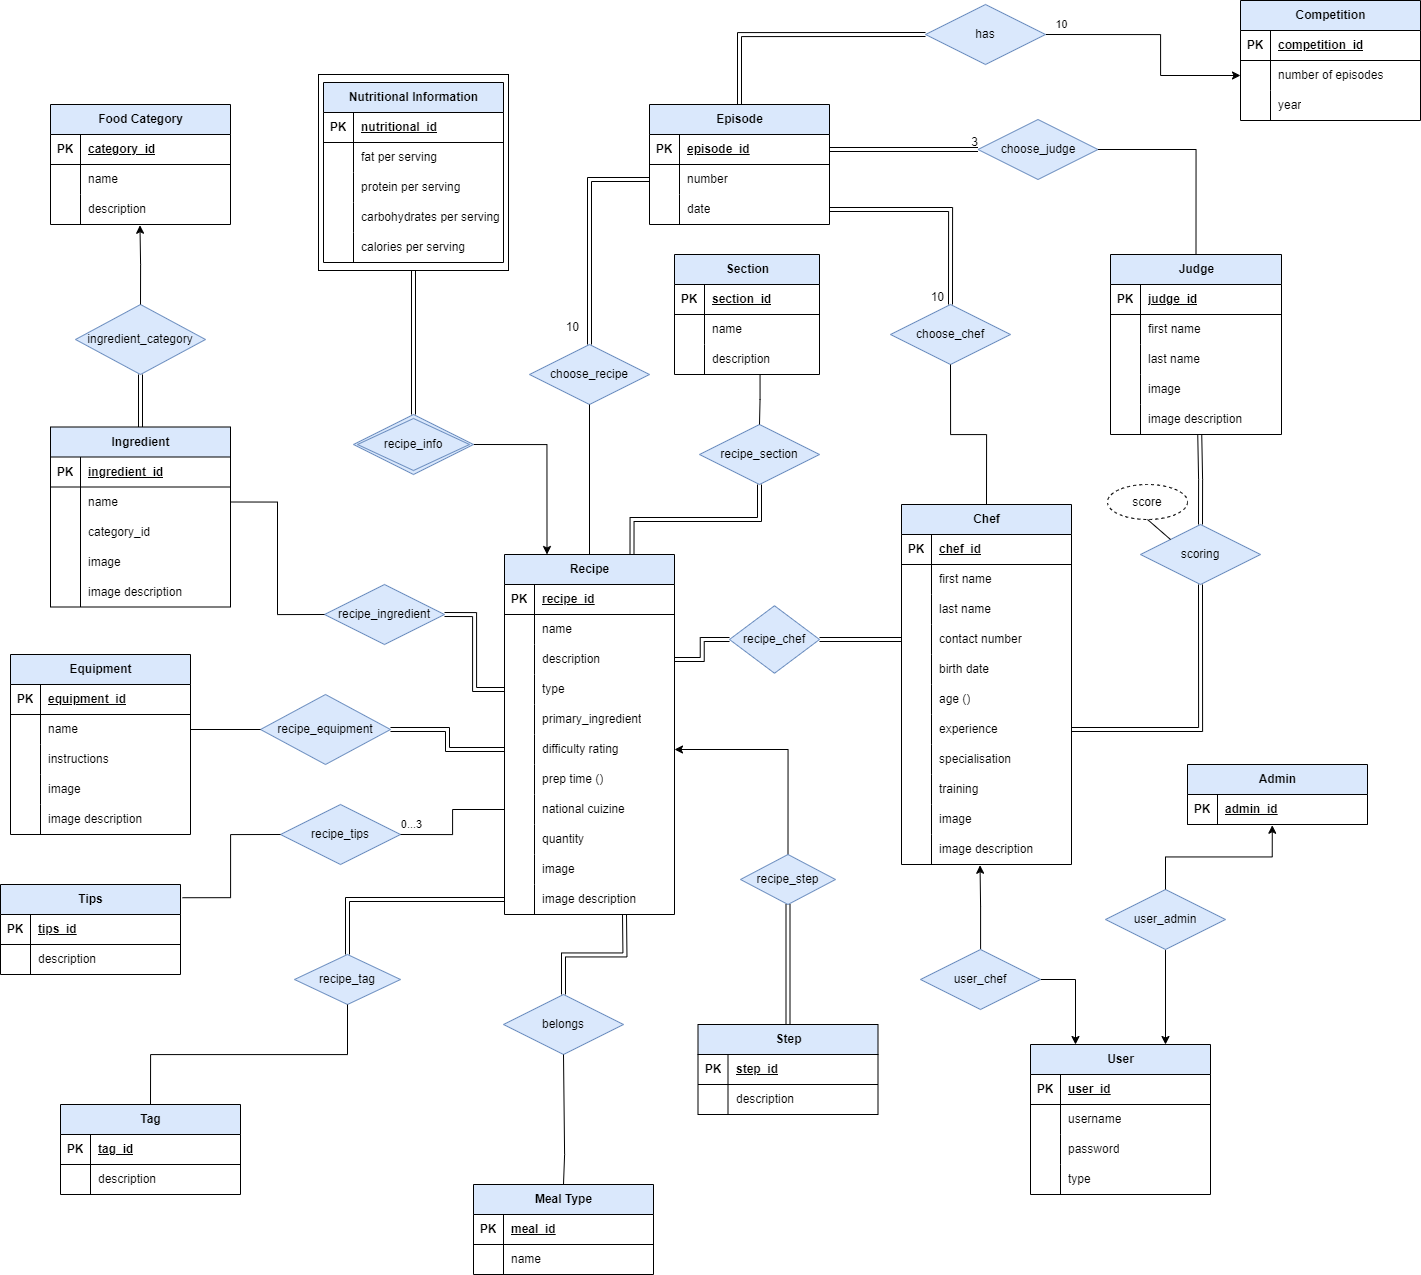 has
10
Competition
PK competition_id
number of episodes
year
Nutritional Information
PK nutritional_id
fat per serving
protein per serving
carbohydrates per serving
calories per serving
Food Category
PK category_id
name
description
Episode
PK episode_id
number
date
3
choose_judge
10
choose_recipe
10
choose_chef
Section
PK section_id
name
description
Judge
PK judge_id
first name
last name
image
image description
ingredient_category
recipe_info
recipe_section
Ingredient
PK ingredient_id
name
category_id
image
image description
score
scoring
Chef
PK chef_id
first name
last name
contact number
birth date
age ()
experience
specialisation
training
image
image description
Recipe
PK recipe_id
name
description
type
primary_ingredient
difficulty rating
prep time ()
national cuizine
quantity
image
image description
recipe_ingredient
recipe_chef
Equipment
PK equipment_id
name
instructions
image
image description
recipe_equipment
recipe_tips
0...3
Admin
PK admin_id
Tips
PK tips_id
description
recipe_step
user_admin
recipe_tag
user_chef
belongs
Step
PK step_id
description
User
PK user_id
username
password
type
Tag
PK tag_id
description
Meal Type
PK meal_id
name